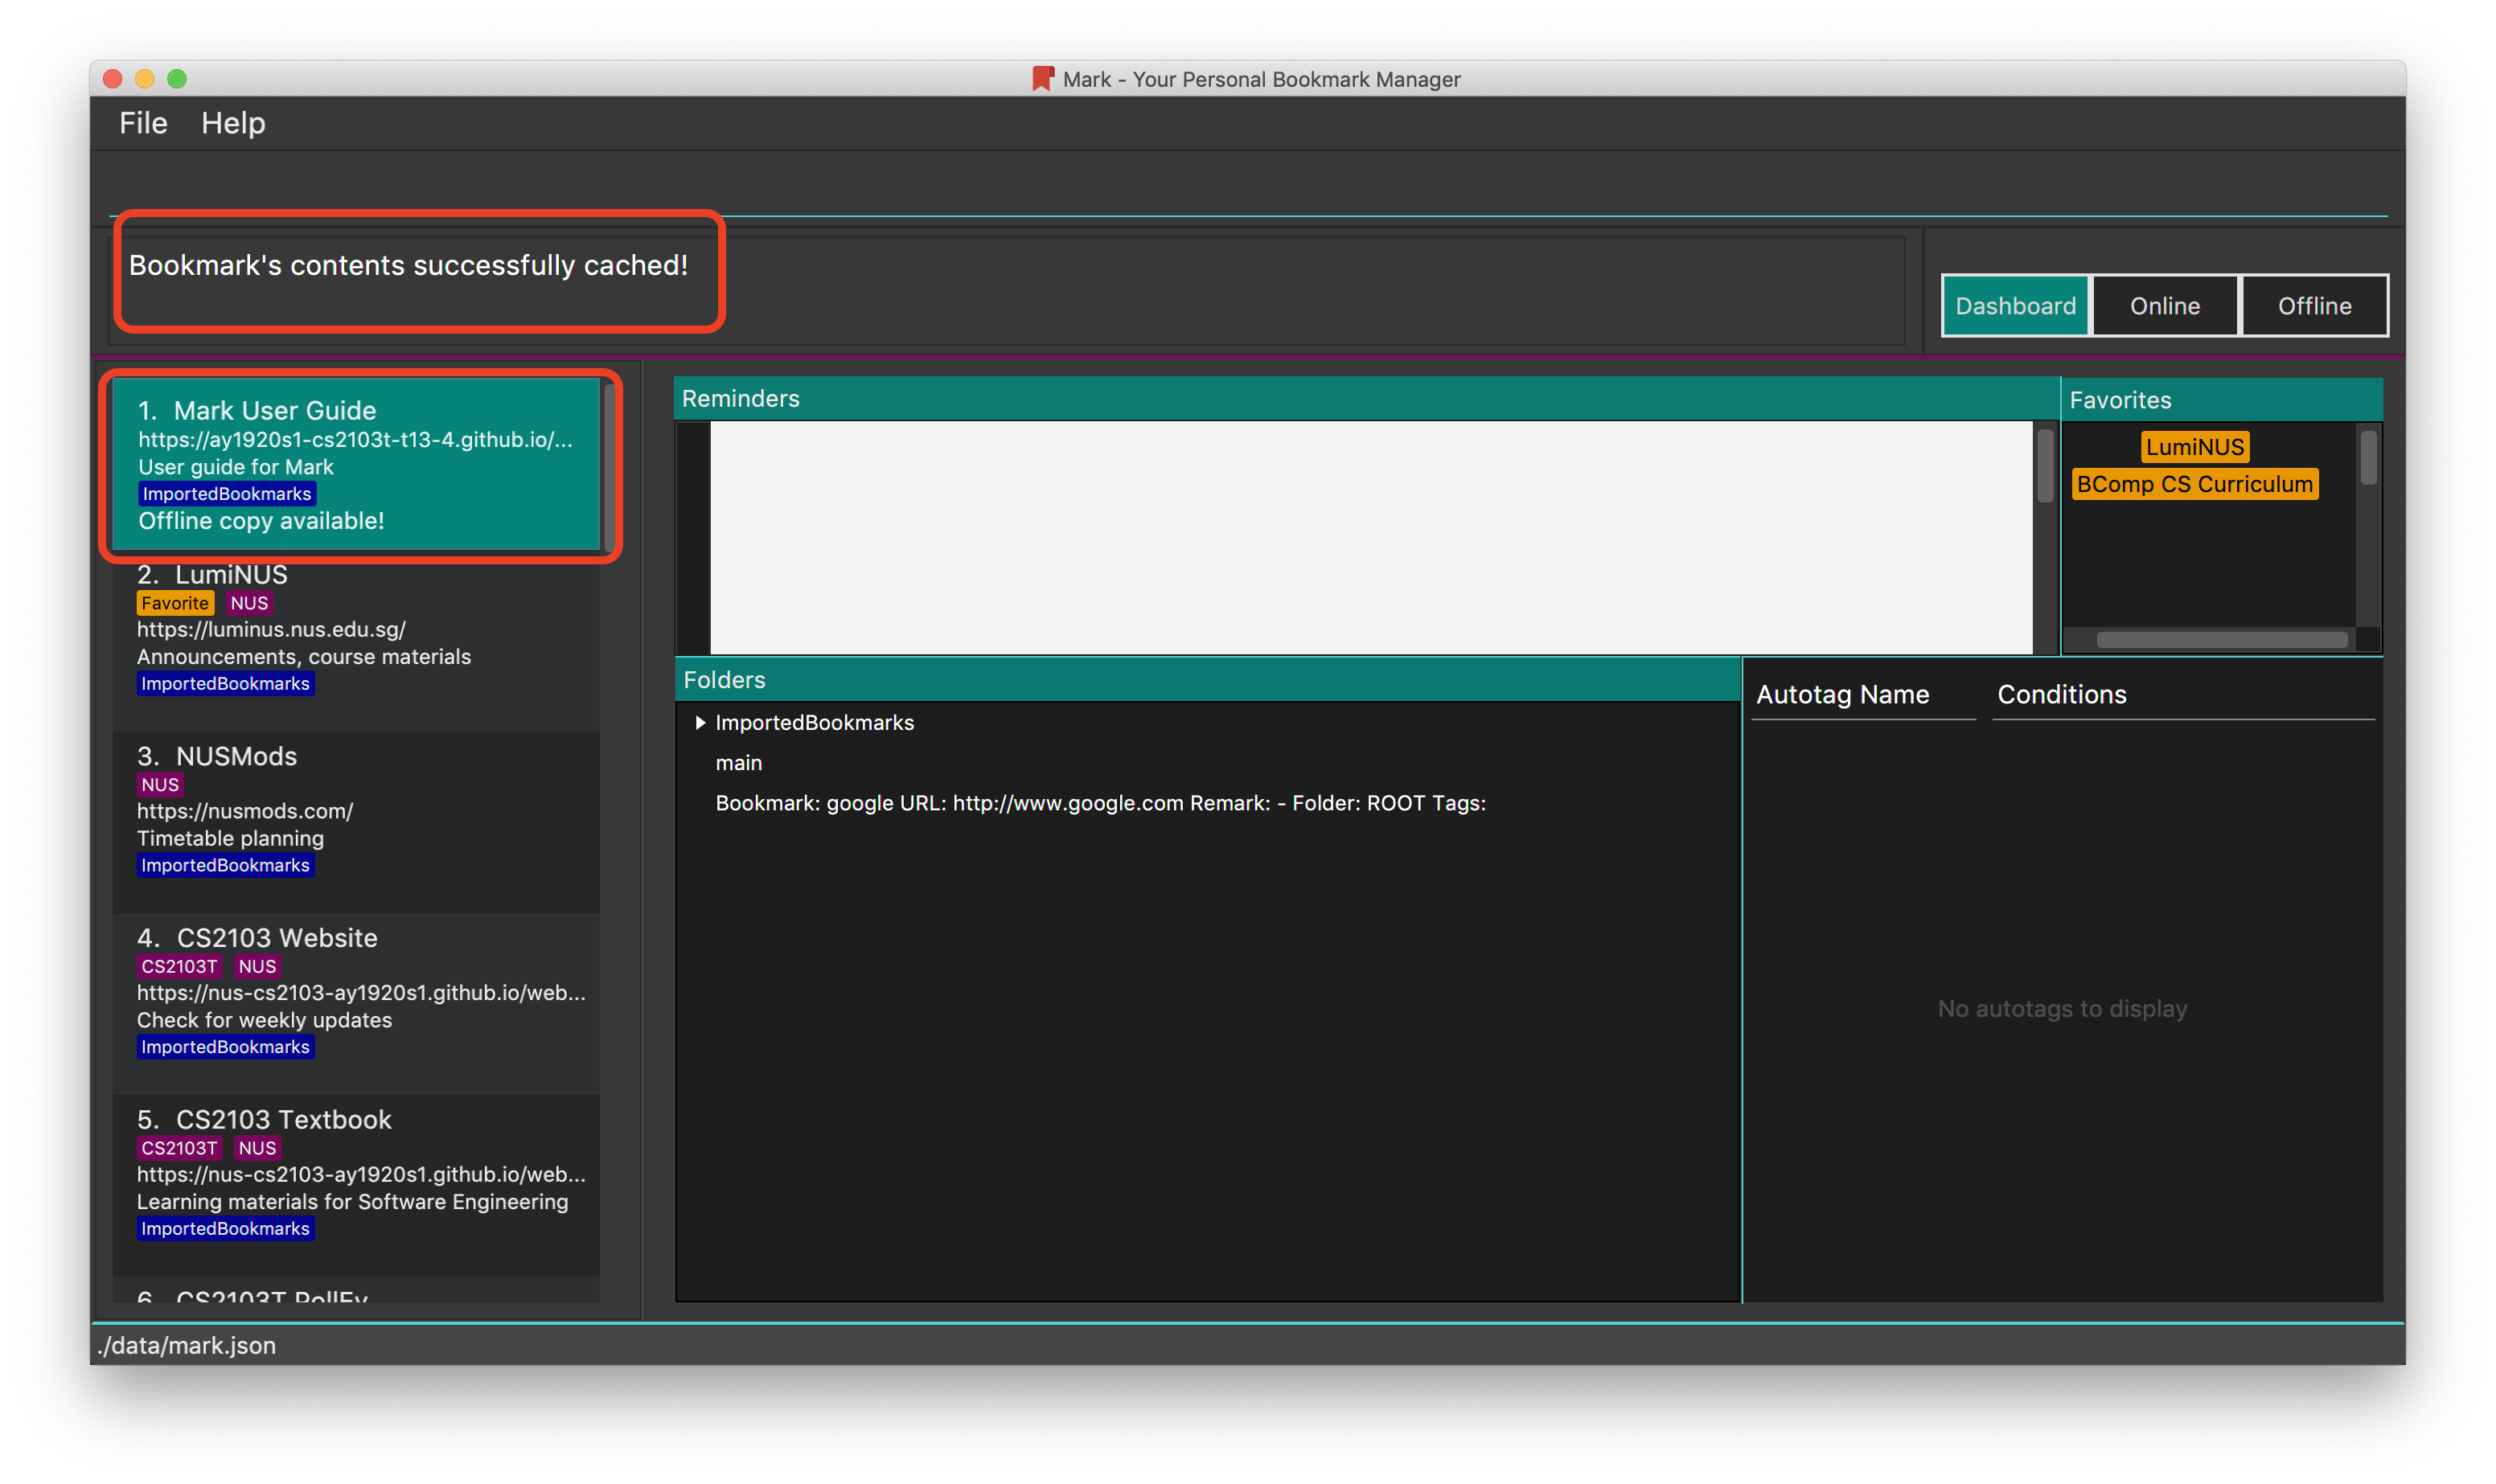 Mark - Your Personal Bookmark Manager
File Help
Bookmark's contents successfully cached!
Dashboard Online Offline
1. Mark User Guide
https://ay1920s1-cs2103t-t13-4.github.io/...
User guide for Mark
ImportedBookmarks
Offline copy available!
2. LumiNUS
Favorite NUS
https://luminus.nus.edu.sg/
Announcements, course materials
ImportedBookmarks
3. NUSMods
NUS
https://nusmods.com/
Timetable planning
ImportedBookmarks
4. CS2103 Website
CS2103T NUS
https://nus-cs2103-ay1920s1.github.io/web...
Check for weekly updates
ImportedBookmarks
5. CS2103 Textbook
CS2103T NUS
https://nus-cs2103-ay1920s1.github.io/web...
Learning materials for Software Engineering
ImportedBookmarks
6. CS2103T PollEv
Reminders
Favorites
LumiNUS
BComp CS Curriculum
Folders
ImportedBookmarks
main
Bookmark: google URL: http://www.google.com Remark: - Folder: ROOT Tags:
Autotag Name Conditions
No autotags to display
./data/mark.json